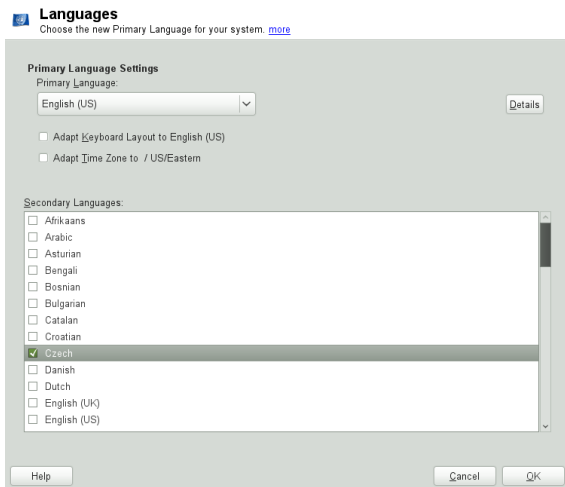 Languages
Choose the new Primary Language for your system. more
Primary Language Settings
Primary Language:
English (US)
Details
Adapt Keyboard Layout to English (US)
Adapt Time Zone to / US/Eastern
Secondary Languages:
Afrikaans
Arabic
Asturian
Bengali
Bosnian
Bulgarian
Catalan
Croatian
Czech
Danish
Dutch
English (UK)
English (US)
Help
Cancel
OK